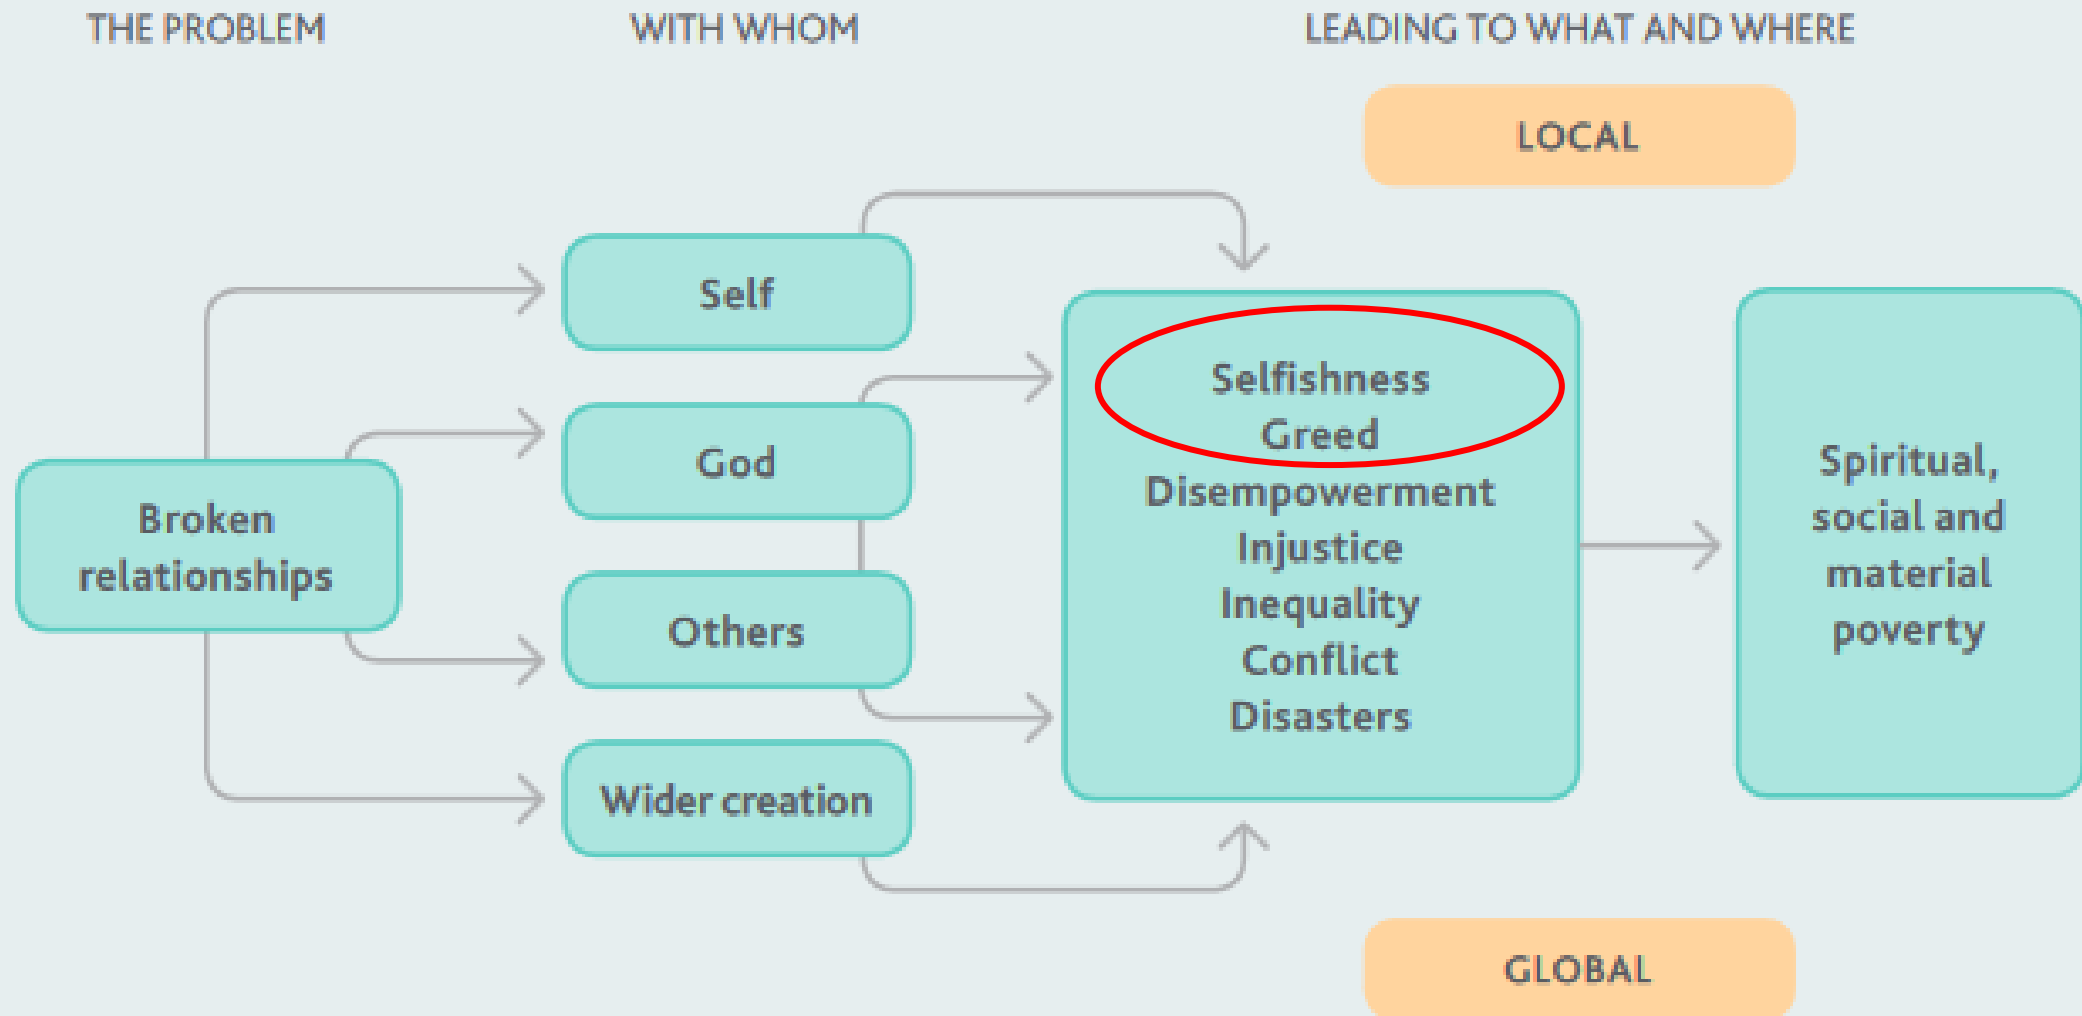 THE PROBLEM
WITH WHOM
LEADING TO WHAT AND WHERE
LOCAL
Broken
relationships
Self
God
Others
Wider creation
Selfishness
Greed
Disempowerment
Injustice
Inequality
Conflict
Disasters
Spiritual,
social and
material
poverty
GLOBAL